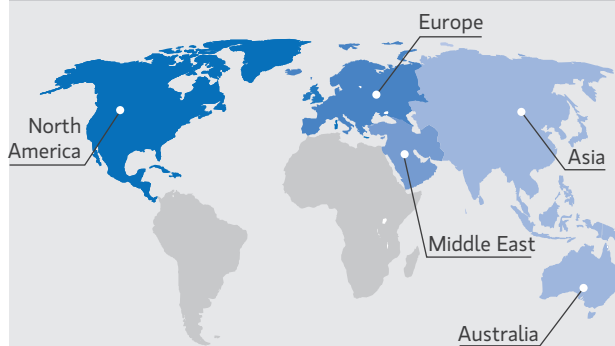 Europe
North
America
Asia
Middle East
Australia